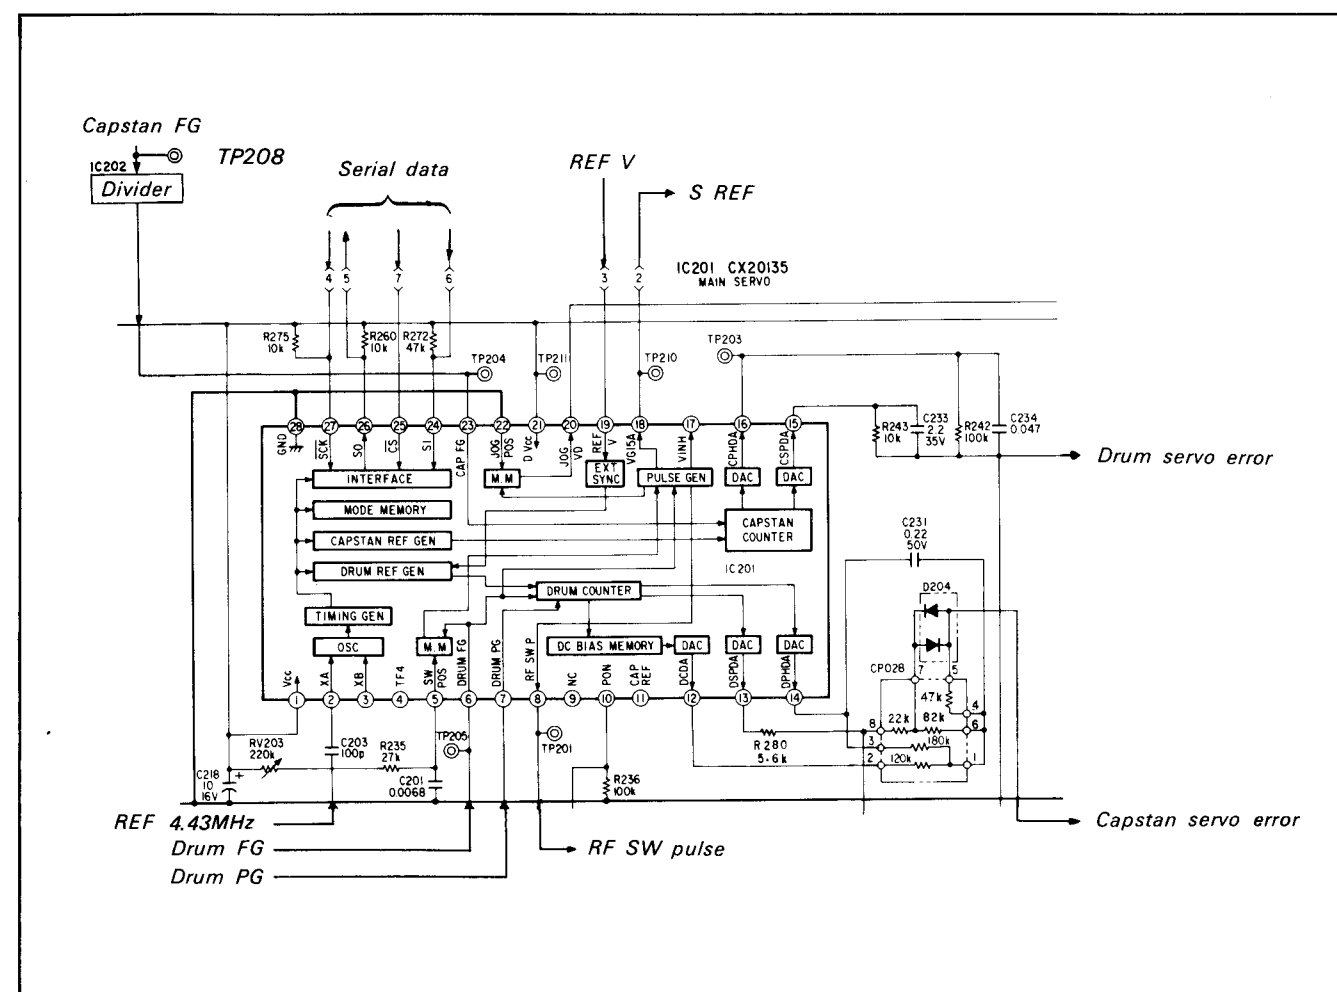 Capstan FG
TP208
IC202
Divider
Serial data
REF V
S REF
IC201 CX20135
MAIN SERVO
4
5
7
6
3
2
R275
10k
R260
10k
R272
47k
TP204
TP211
TP210
TP203
28
27
26
25
24
23
22
21
20
19
18
17
16
15
GND
SCK
SO
CS
SI
CAP FG
JOG
POS
D Vcc
JOG
VD
REF
V
VG15A
VINH
CPHDA
CSPDA
R243
10k
C233
2.2
35V
R242
100k
C234
0.047
Drum servo error
INTERFACE
M.M
EXT
SYNC
PULSE GEN
DAC
DAC
MODE MEMORY
CAPSTAN REF GEN
CAPSTAN
COUNTER
DRUM REF GEN
IC201
DRUM COUNTER
TIMING GEN
OSC
M.M
DC BIAS MEMORY
DAC
DAC
DAC
C231
0.22
50V
D204
CP028
Vcc
XA
XB
TF4
SW
POS
DRUM FG
DRUM PG
RF SW P
NC
PON
CAP
REF
DCDA
DSPDA
DPHDA
1
2
3
4
5
6
7
8
9
10
11
12
13
14
7
5
47k
4
8
22k
82k
6
3
180k
2
120k
1
RV203
220k
C203
100p
R235
27k
TP205
TP201
R280
5.6k
C218
10
16V
C201
0.0068
R236
100k
REF 4.43MHz
Drum FG
Drum PG
RF SW pulse
Capstan servo error